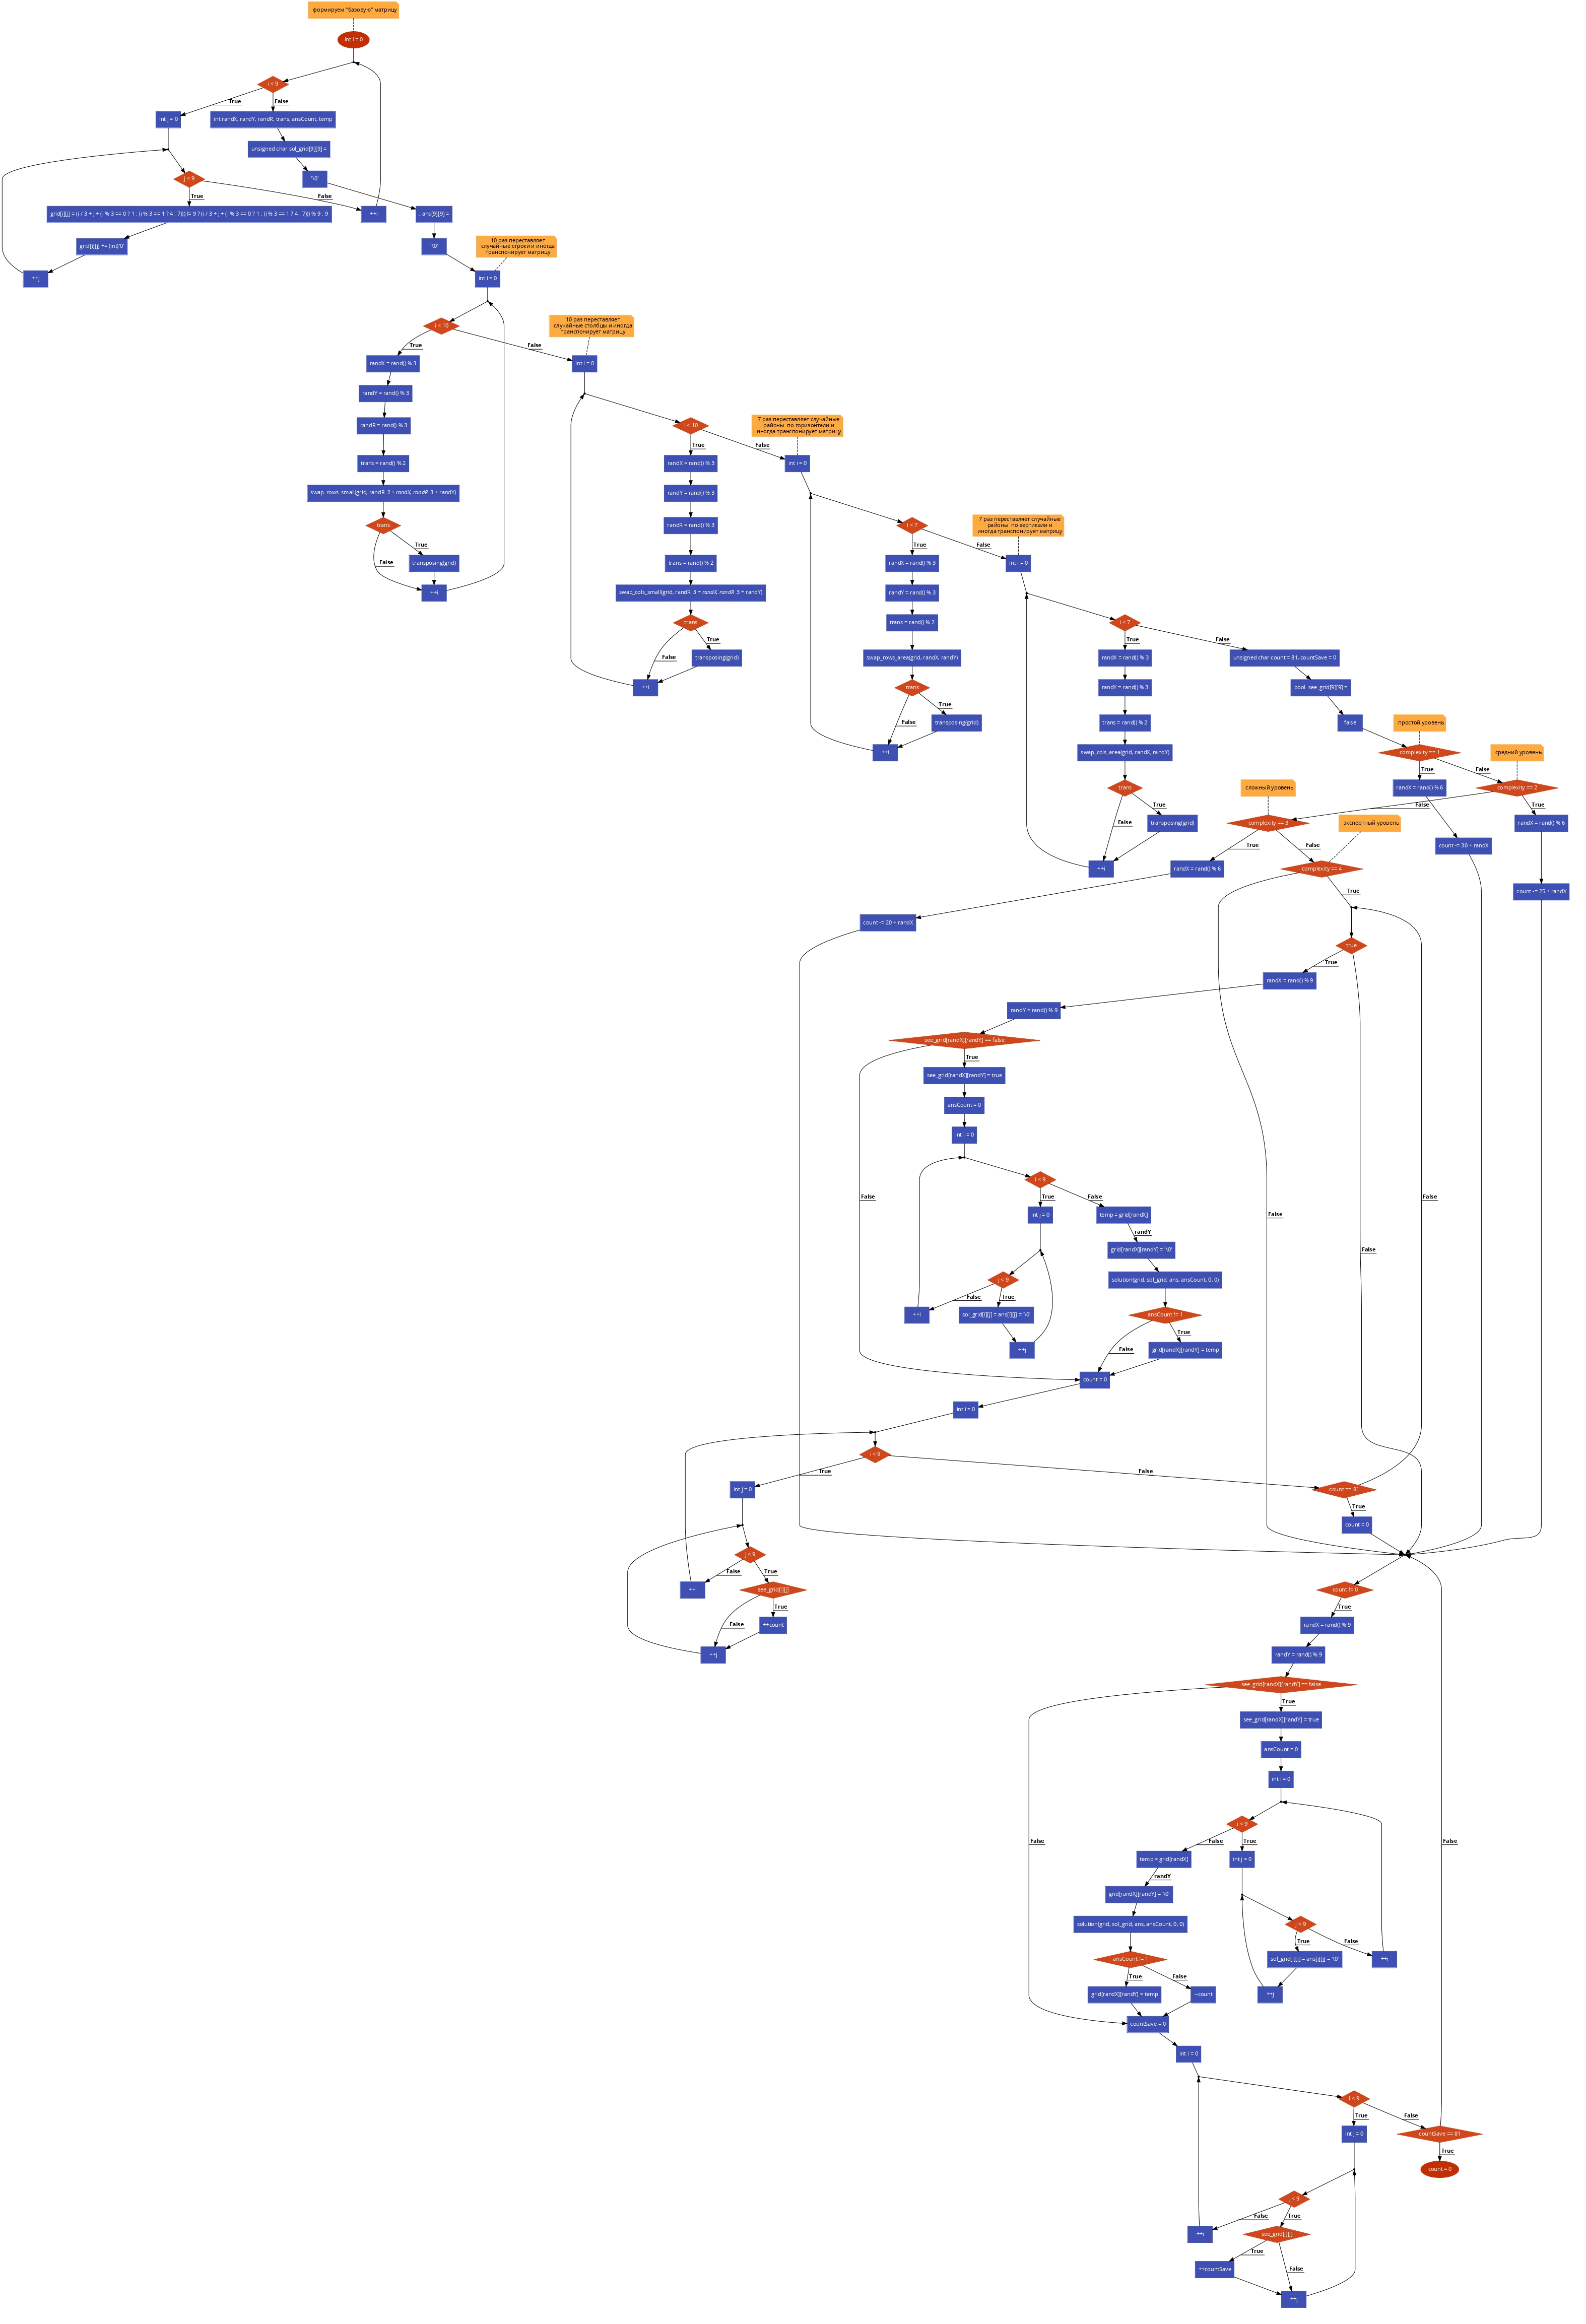 формируем "базовую" матрицу
int i = 0
i < 9
True
False
int j = 0
int randX, randY, randR, trans, ansCount, temp
unsigned char sol_grid[9][9] =
'\0'
j < 9
True
False
grid[i][j] = (i / 3 + j + (i % 3 == 0 ? 1 : (i % 3 == 1 ? 4 : 7))) != 9 ? (i / 3 + j + (i % 3 == 0 ? 1 : (i % 3 == 1 ? 4 : 7))) % 9 : 9
++i
, ans[9][9] =
grid[i][j] += (int)'0'
'\0'
++j
10 раз переставляет
случайные строки и иногда
транспонирует матрицу
int i = 0
i < 10
True
False
randX = rand() % 3
randY = rand() % 3
randR = rand() % 3
trans = rand() % 2
swap_rows_small(grid, randR 3 + randX, randR 3 + randY)
trans
True
False
transposing(grid)
++i
10 раз переставляет
случайные столбцы и иногда
транспонирует матрицу
int i = 0
i < 10
True
False
randX = rand() % 3
randY = rand() % 3
randR = rand() % 3
trans = rand() % 2
swap_cols_small(grid, randR 3 + randX, randR 3 + randY)
trans
True
False
transposing(grid)
++i
7 раз переставляет случайные
районы по горизонтали и
иногда транспонирует матрицу
int i = 0
i < 7
True
False
randX = rand() % 3
randY = rand() % 3
trans = rand() % 2
swap_rows_area(grid, randX, randY)
trans
True
False
transposing(grid)
++i
7 раз переставляет случайные
районы по вертикали и
иногда транспонирует матрицу
int i = 0
i < 7
True
False
randX = rand() % 3
randY = rand() % 3
trans = rand() % 2
swap_cols_area(grid, randX, randY)
trans
True
False
transposing(grid)
++i
unsigned char count = 81, countSave = 0
bool see_grid[9][9] =
false
простой уровень
complexity == 1
True
False
randX = rand() % 6
count -= 30 + randX
средний уровень
complexity == 2
False
True
randX = rand() % 6
count -= 25 + randX
сложный уровень
complexity == 3
True
False
randX = rand() % 6
count -= 20 + randX
экспертный уровень
complexity == 4
True
False
true
True
False
randX = rand() % 9
randY = rand() % 9
see_grid[randX][randY] == false
True
False
see_grid[randX][randY] = true
ansCount = 0
int i = 0
i < 9
True
False
int j = 0
temp = grid[randX]
randY
grid[randX][randY] = '\0'
j < 9
False
True
solution(grid, sol_grid, ans, ansCount, 0, 0)
++i
sol_grid[i][j] = ans[i][j] = '\0'
ansCount != 1
++j
True
False
grid[randX][randY] = temp
count = 0
int i = 0
i < 9
True
False
int j = 0
count == 81
False
True
count = 0
j < 9
False
True
++i
see_grid[i][j]
True
False
++count
++j
count != 0
True
randX = rand() % 9
randY = rand() % 9
see_grid[randX][randY] == false
True
False
see_grid[randX][randY] = true
ansCount = 0
int i = 0
i < 9
False
True
temp = grid[randX]
int j = 0
randY
grid[randX][randY] = '\0'
solution(grid, sol_grid, ans, ansCount, 0, 0)
j < 9
True
False
ansCount != 1
sol_grid[i][j] = ans[i][j] = '\0'
++i
True
False
grid[randX][randY] = temp
--count
++j
countSave = 0
int i = 0
i < 9
True
False
int j = 0
countSave == 81
False
True
count = 0
j < 9
False
True
++i
see_grid[i][j]
True
False
++countSave
++j